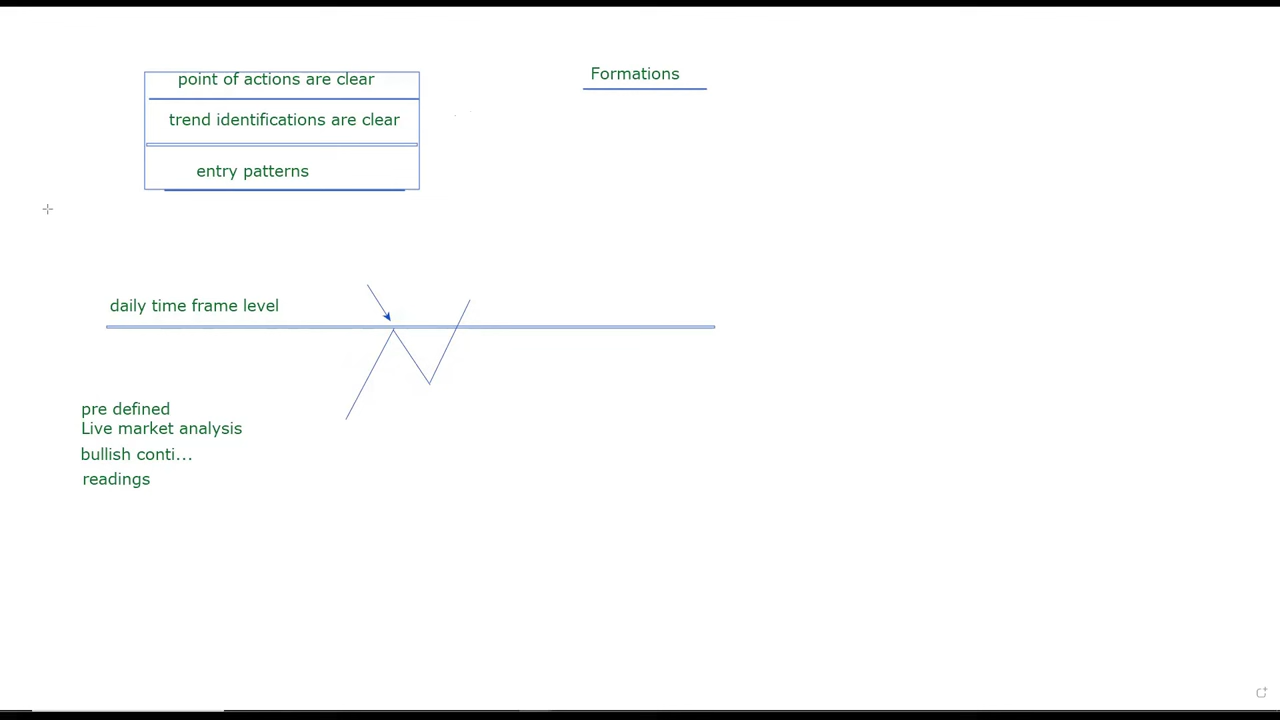 point of actions are clear
Formations
trend identifications are clear
entry patterns
daily time frame level
pre defined
Live market analysis
bullish conti...
readings